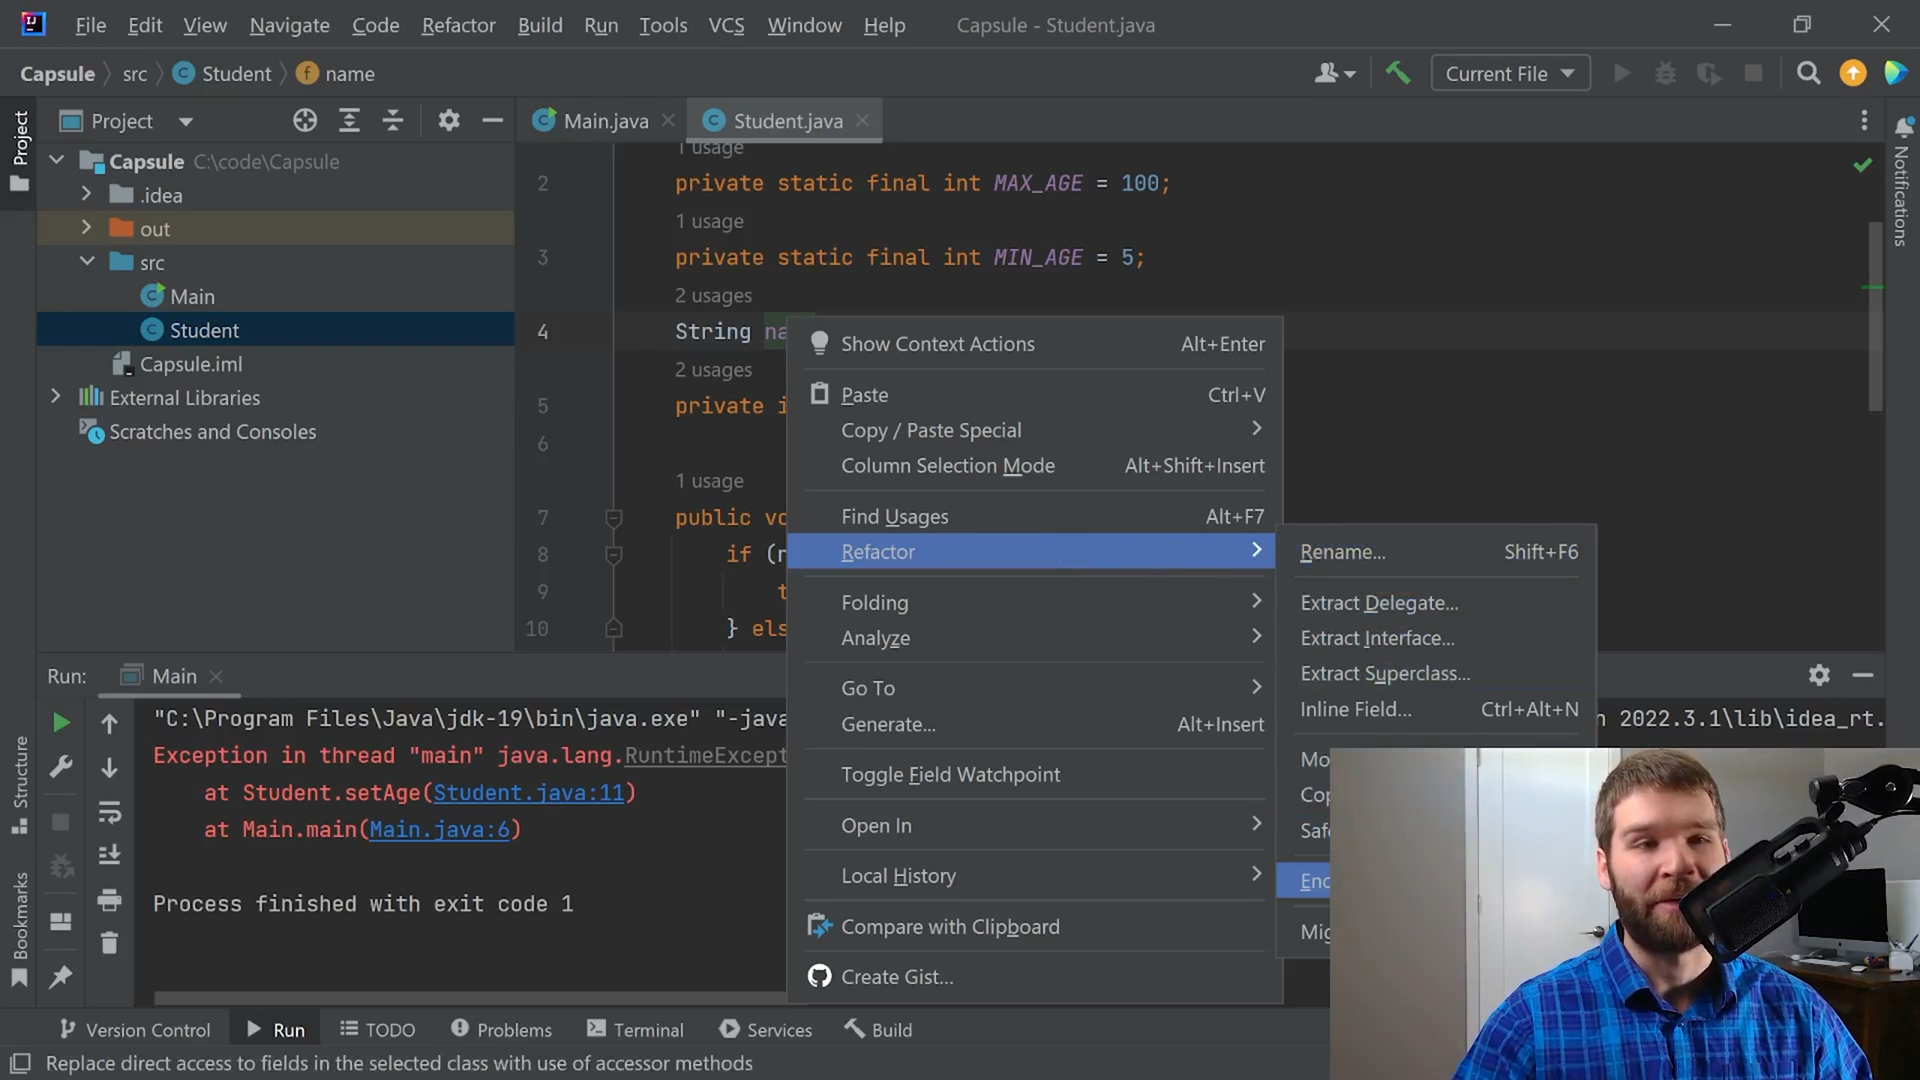 File Edit View Navigate Code Refactor Build Run Tools VCS Window Help Capsule - Student.java
Capsule src Student name Current File
Project
Project
Main.java
Student.java
Notifications
Capsule C:\code\Capsule
.idea
out
src
Main
Student
Capsule.iml
External Libraries
Scratches and Consoles
1 usage
2 private static final int MAX_AGE = 100;
1 usage
3 private static final int MIN_AGE = 5;
2 usages
4 String na
2 usages
5 private i
6
1 usage
7 public vo
8 if (n
9 t
10 } els
Show Context Actions Alt+Enter
Paste Ctrl+V
Copy / Paste Special
Column Selection Mode Alt+Shift+Insert
Find Usages Alt+F7
Refactor
Folding
Analyze
Go To
Generate... Alt+Insert
Toggle Field Watchpoint
Open In
Local History
Compare with Clipboard
Create Gist...
Rename... Shift+F6
Extract Delegate...
Extract Interface...
Extract Superclass...
Inline Field... Ctrl+Alt+N
Mo
Cop
Safe
Enc
Mig
Run: Main
"C:\Program Files\Java\jdk-19\bin\java.exe" "-java n 2022.3.1\lib\idea_rt.
Exception in thread "main" java.lang.RuntimeExcept
at Student.setAge(Student.java:11)
at Main.main(Main.java:6)
Process finished with exit code 1
Structure
Bookmarks
Version Control Run TODO Problems Terminal Services Build
Replace direct access to fields in the selected class with use of accessor methods